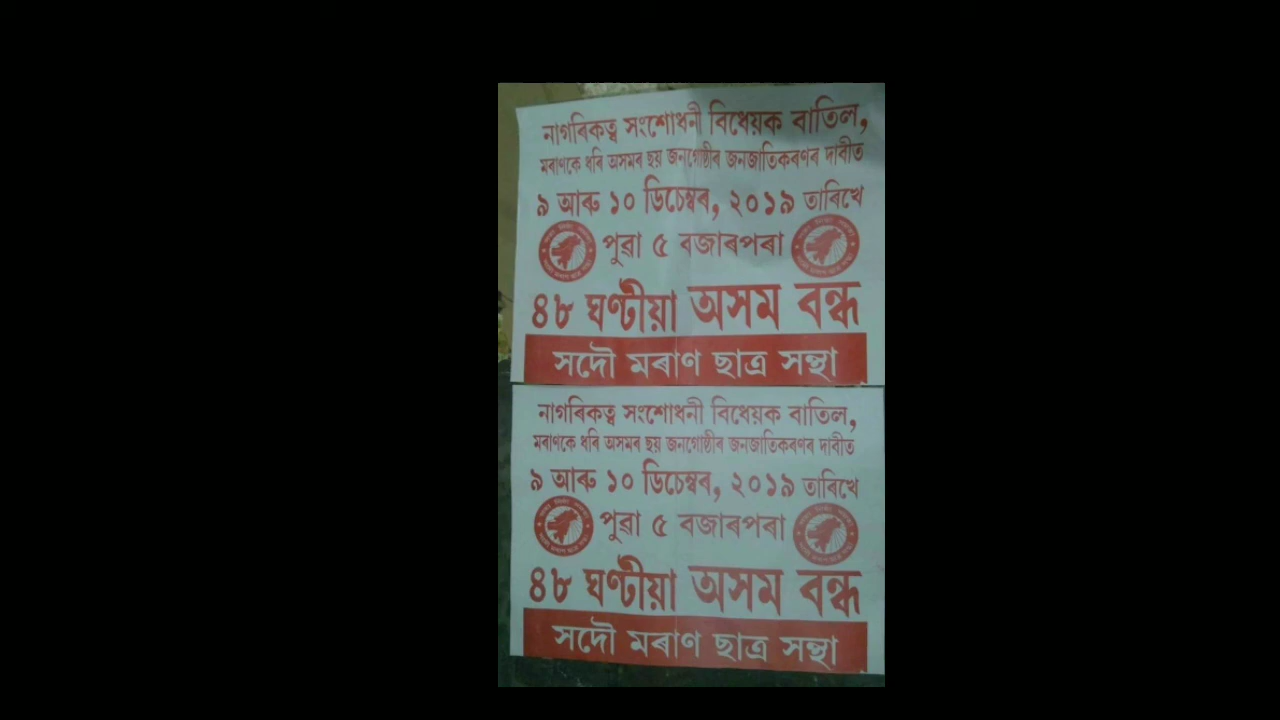 নাগৰিকত্ব সংশোধনী বিধেয়ক বাতিল,
মৰাণকে ধৰি অসমৰ ছয় জনগোষ্ঠীৰ জনজাতিকৰণৰ দাবীত
৯ আৰু ১০ ডিচেম্বৰ, ২০১৯ তাৰিখে
পুৱা ৫ বজাৰপৰা
৪৮ ঘণ্টীয়া অসম বন্ধ
সদৌ মৰাণ ছাত্ৰ সন্থা
নাগৰিকত্ব সংশোধনী বিধেয়ক বাতিল,
মৰাণকে ধৰি অসমৰ ছয় জনগোষ্ঠীৰ জনজাতিকৰণৰ দাবীত
৯ আৰু ১০ ডিচেম্বৰ, ২০১৯ তাৰিখে
পুৱা ৫ বজাৰপৰা
৪৮ ঘণ্টীয়া অসম বন্ধ
সদৌ মৰাণ ছাত্ৰ সন্থা